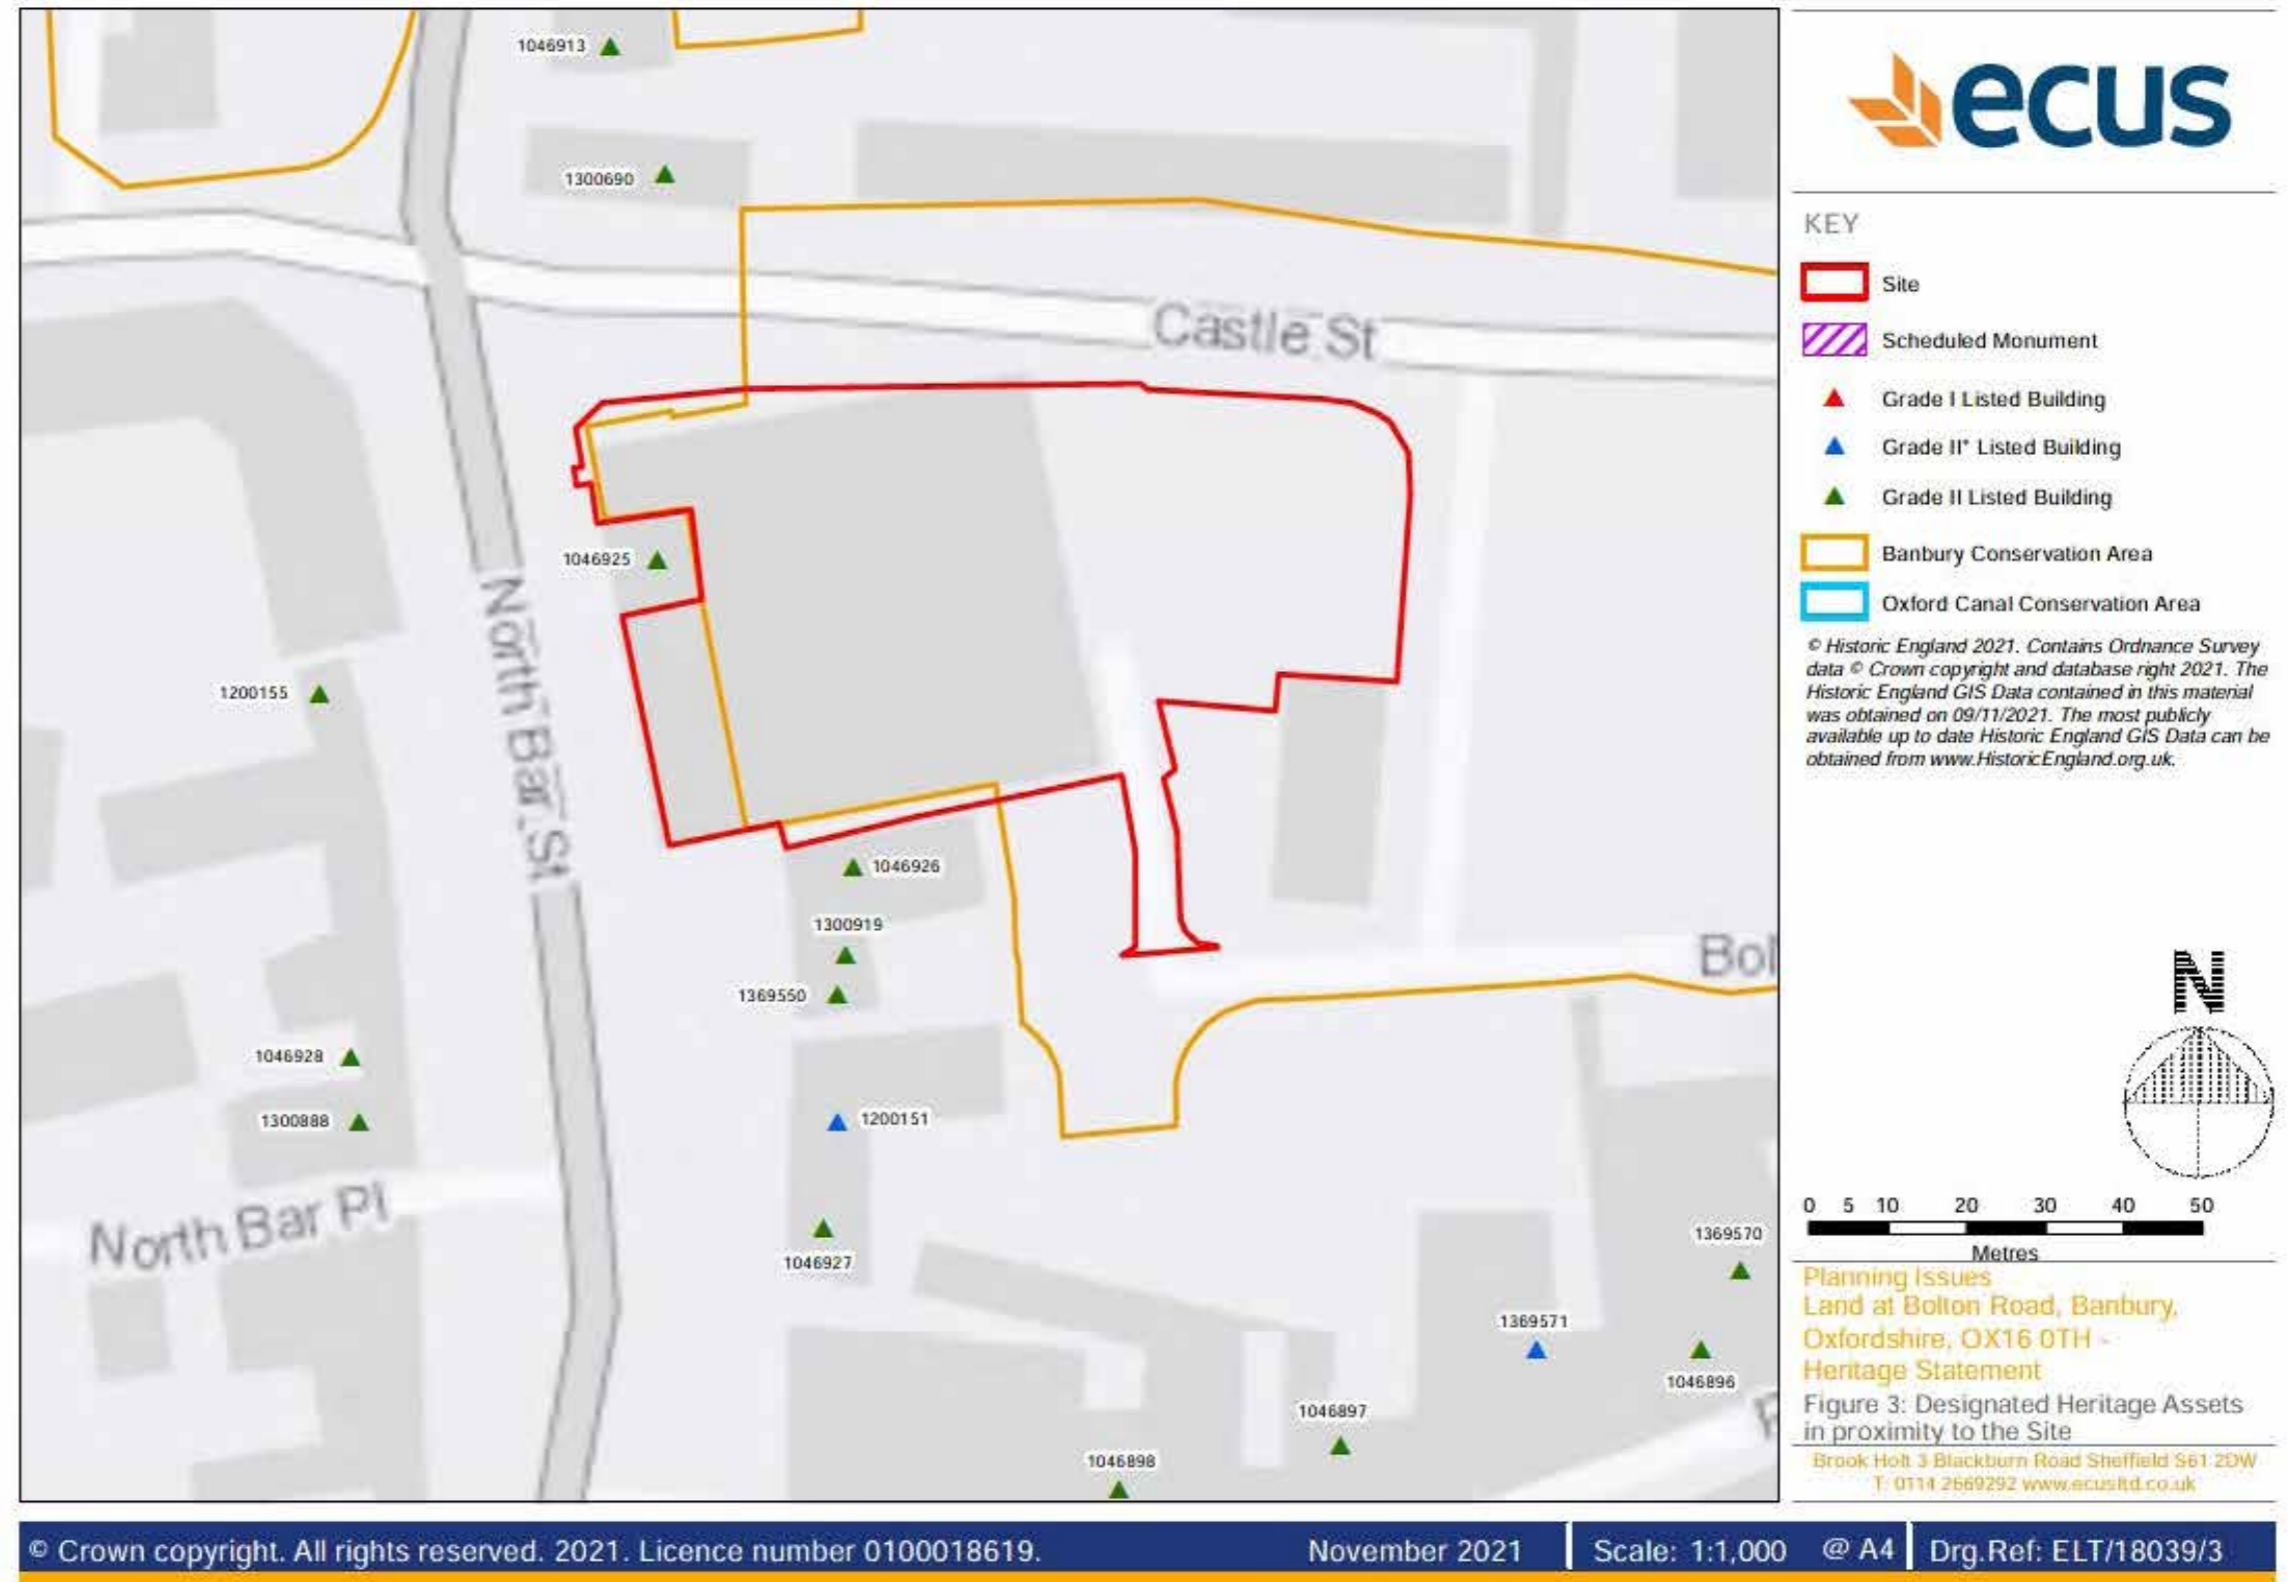 1046913
1300690
Castle St
1046925
North Bar St
1200155
1046926
1300919
1369550
Bol
1046928
1300888
1200151
North Bar Pl
1046927
1369570
1369571
1046896
1046897
1046898
ecus
KEY
Site
Scheduled Monument
Grade I Listed Building
Grade II* Listed Building
Grade II Listed Building
Banbury Conservation Area
Oxford Canal Conservation Area
© Historic England 2021. Contains Ordnance Survey
data © Crown copyright and database right 2021. The
Historic England GIS Data contained in this material
was obtained on 09/11/2021. The most publicly
available up to date Historic England GIS Data can be
obtained from www.HistoricEngland.org.uk.
N
0 5 10 20 30 40 50
Metres
Planning Issues
Land at Bolton Road, Banbury,
Oxfordshire, OX16 0TH -
Heritage Statement
Figure 3: Designated Heritage Assets
in proximity to the Site
Brook Holt 3 Blackburn Road Sheffield S61 2DW
T: 0114 2669292 www.ecusltd.co.uk
© Crown copyright. All rights reserved. 2021. Licence number 0100018619. November 2021 Scale: 1:1,000 @ A4 Drg.Ref: ELT/18039/3